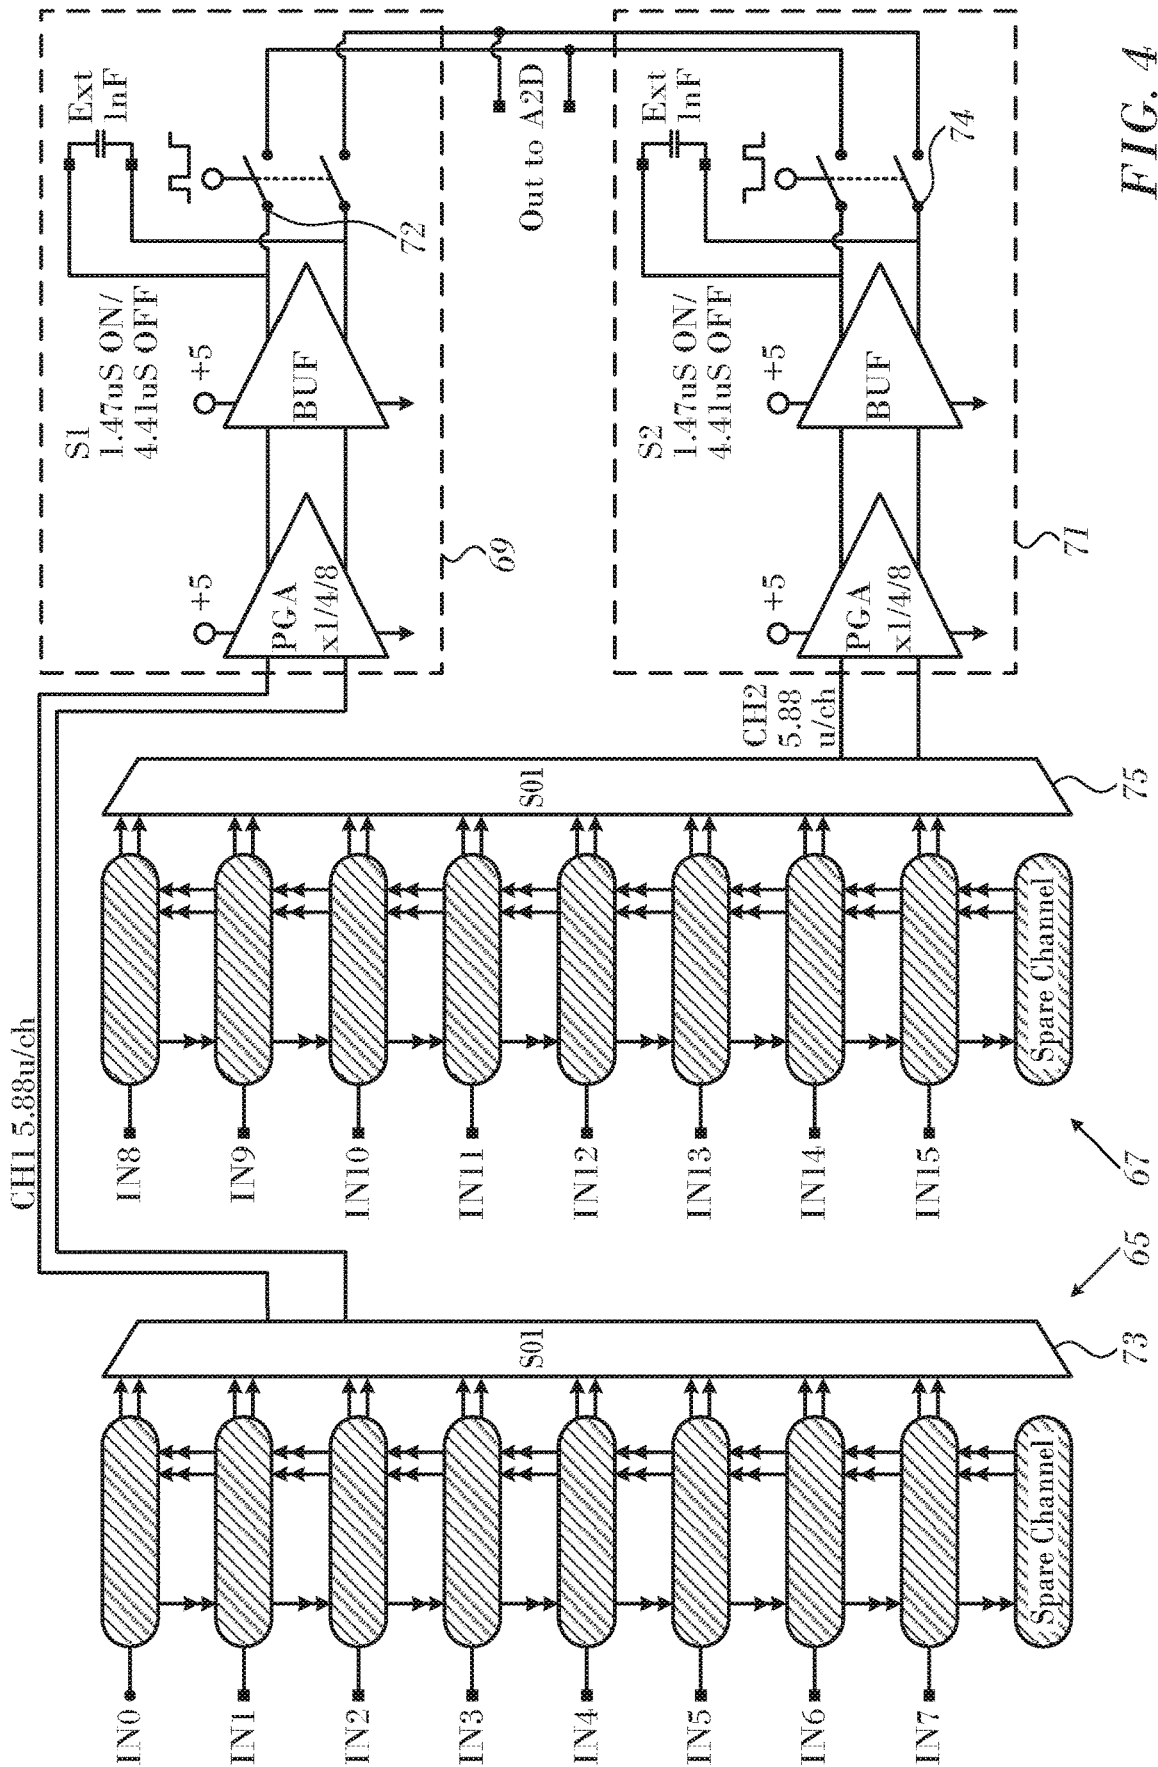 CH1 5.88u/ch
IN0
IN1
IN2
IN3
IN4
IN5
IN6
IN7
Spare Channel
S01
73
65
IN8
IN9
IN10
IN11
IN12
IN13
IN14
IN15
Spare Channel
S01
75
67
CH2
5.88
u/ch
+5
PGA
x1/4/8
S1
1.47uS ON/
4.41uS OFF
+5
BUF
Ext
1nF
72
69
Out to A2D
+5
PGA
x1/4/8
S2
1.47uS ON/
4.41uS OFF
+5
BUF
Ext
1nF
74
71
FIG. 4